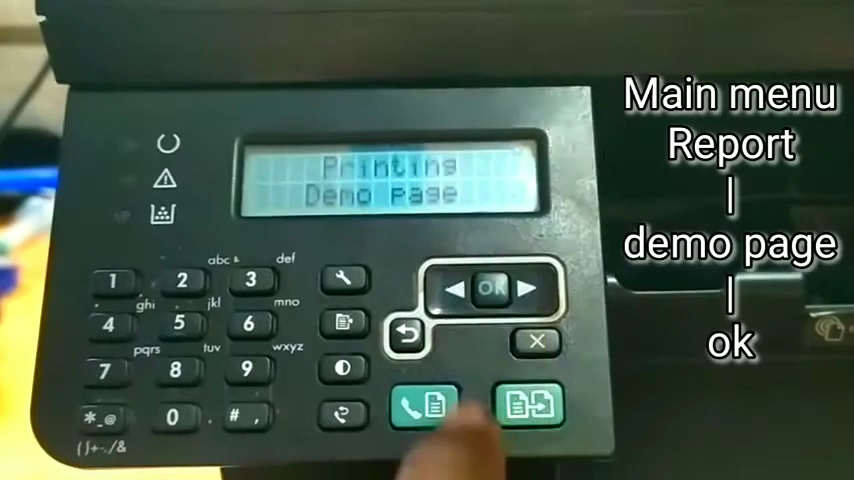 Printing
Demo page
Main menu
Report
|
demo page
|
ok
abc
def
1
2
3
OK
ghi
jkl
mno
4
5
6
pqrs
tuv
wxyz
7
8
9
*_@
0
# ,